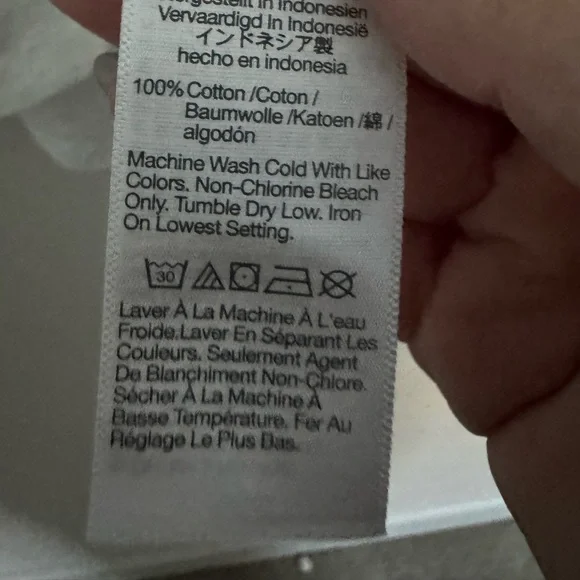 In Indonesien
Vervaardigd In Indonesië
インドネシア製
hecho en indonesia
100% Cotton /Coton /
Baumwolle /Katoen /綿 /
algodón
Machine Wash Cold With Like
Colors. Non-Chlorine Bleach
Only. Tumble Dry Low. Iron
On Lowest Setting.
30
Laver À La Machine À L'eau
Froide.Laver En Séparant Les
Couleurs. Seulement Agent
De Blanchiment Non-Chlore.
Sécher À La Machine À
Basse Température. Fer Au
Réglage Le Plus Bas.